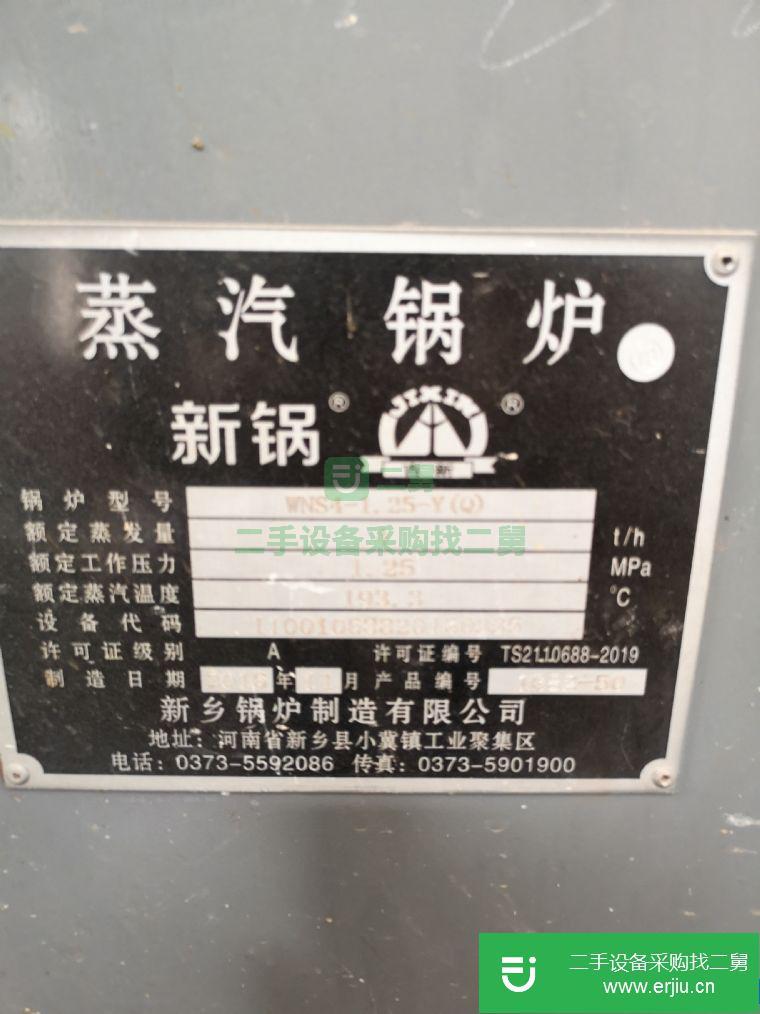 蒸汽锅炉
新锅® JIXIN ®
锅炉型号 WNS4-1.25-Y(Q)
额定蒸发量 t/h
额定工作压力 1.25 MPa
额定蒸汽温度 193.3 ℃
设备代码
许可证级别 A 许可证编号 TS2110688-2019
制造日期 年 月 产品编号
新乡锅炉制造有限公司
地址：河南省新乡县小冀镇工业聚集区
电话：0373-5592086 传真：0373-5901900
二舅
二手设备采购找二舅
二手设备采购找二舅
www.erjiu.cn